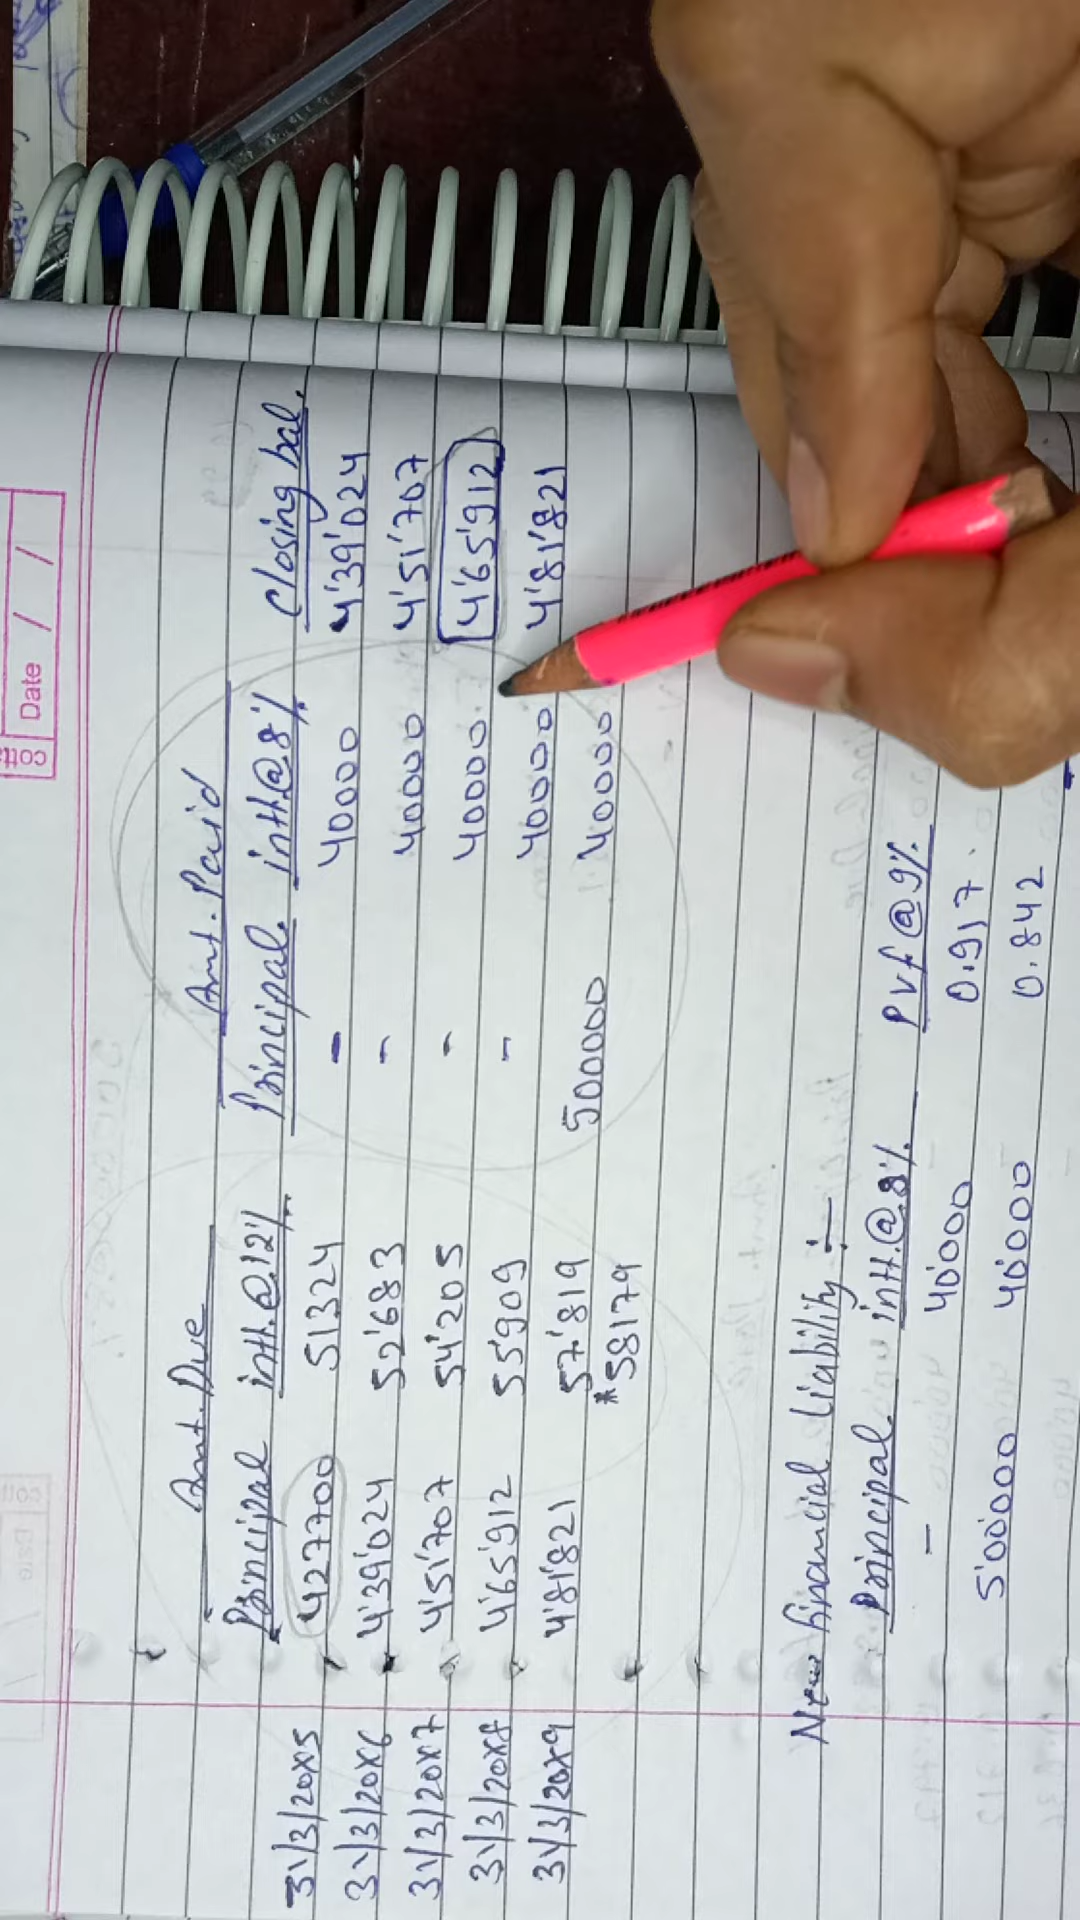 Date / /
Amt. Due Amt. Paid
Principal intt.@12% Principal. intt.@8% Closing bal.
31/3/20X5 427700 51324 - 40000 4'39'024
31/3/20X6 4'39'024 52'683 - 40000 4'51'707
31/3/20X7 4'51'707 54'205 - 40000. 4'65'912
31/3/20X8 4'65'912 55'909 - 40000 4'81'821
31/3/20X9 4'81'821 57'819 500000 40000
*58179
New financial liability :-
Principal intt.@8% Pvf @9%
- 40'000 0.917.
5'00'000 40'000 0.842